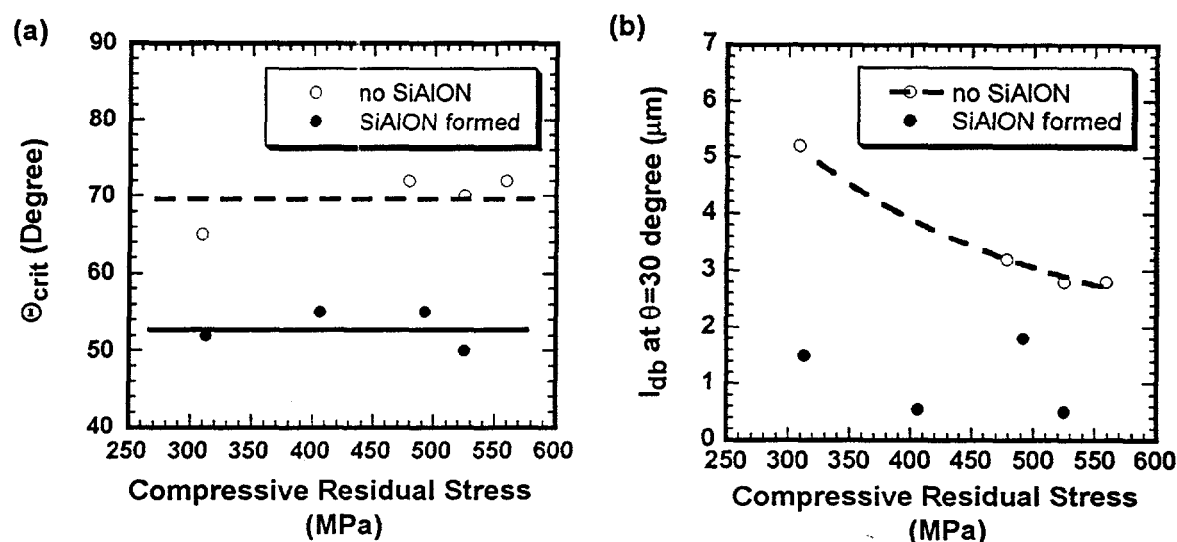 (a)
90
80
70
60
50
40
Θcrit (Degree)
no SiAlON
SiAlON formed
250 300 350 400 450 500 550 600
Compressive Residual Stress
(MPa)
(b)
7
6
5
4
3
2
1
0
ldb at θ=30 degree (μm)
no SiAlON
SiAlON formed
250 300 350 400 450 500 550 600
Compressive Residual Stress
(MPa)